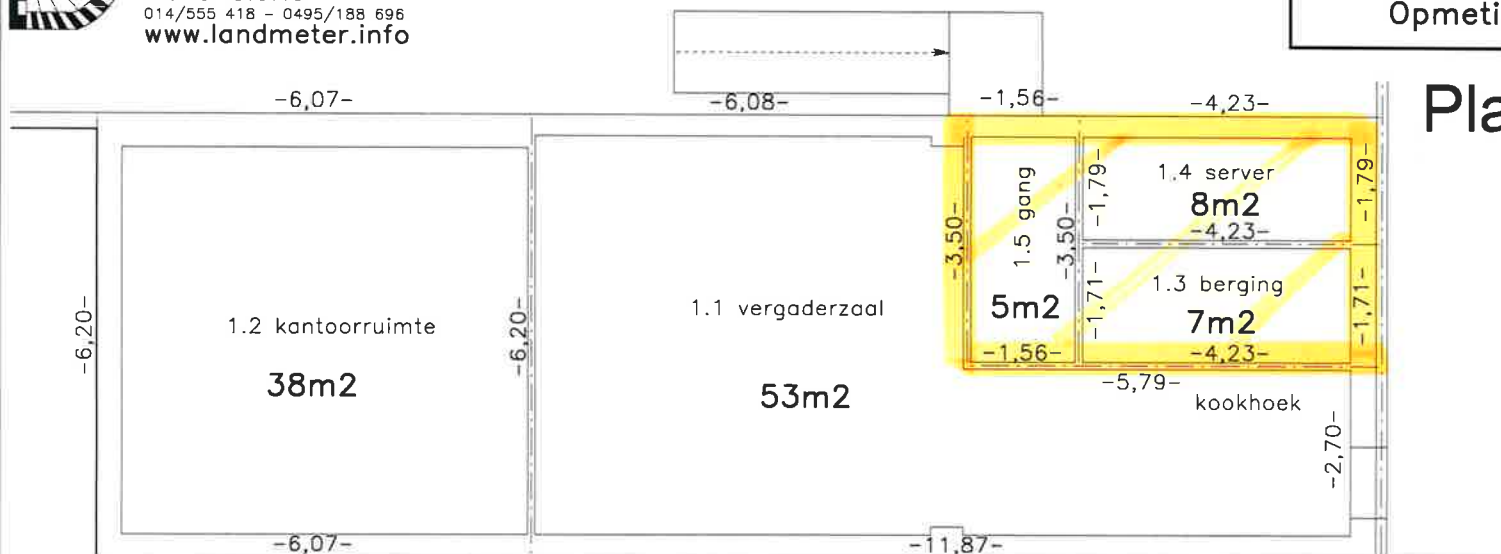 014/555 418 - 0495/188 696
www.landmeter.info
Opmeti
Pla
-6,07-
-6,08-
-1,56-
-4,23-
-1,79-
1.4 server
8m2
-4,23-
-1,79-
1.5 gang
-3,50-
-3,50-
5m2
-1,56-
-1,71-
1.3 berging
7m2
-4,23-
-1,71-
-5,79-
kookhoek
-2,70-
-6,20-
1.2 kantoorruimte
38m2
-6,20-
1.1 vergaderzaal
53m2
-6,07-
-11,87-